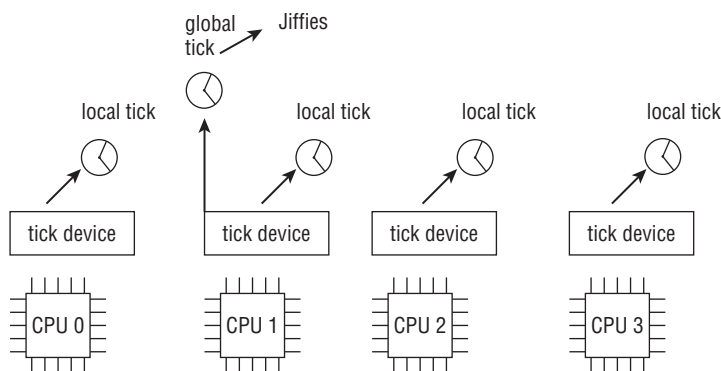 global
tick
Jiffies
local tick
local tick
local tick
local tick
tick device
tick device
tick device
tick device
CPU 0
CPU 1
CPU 2
CPU 3